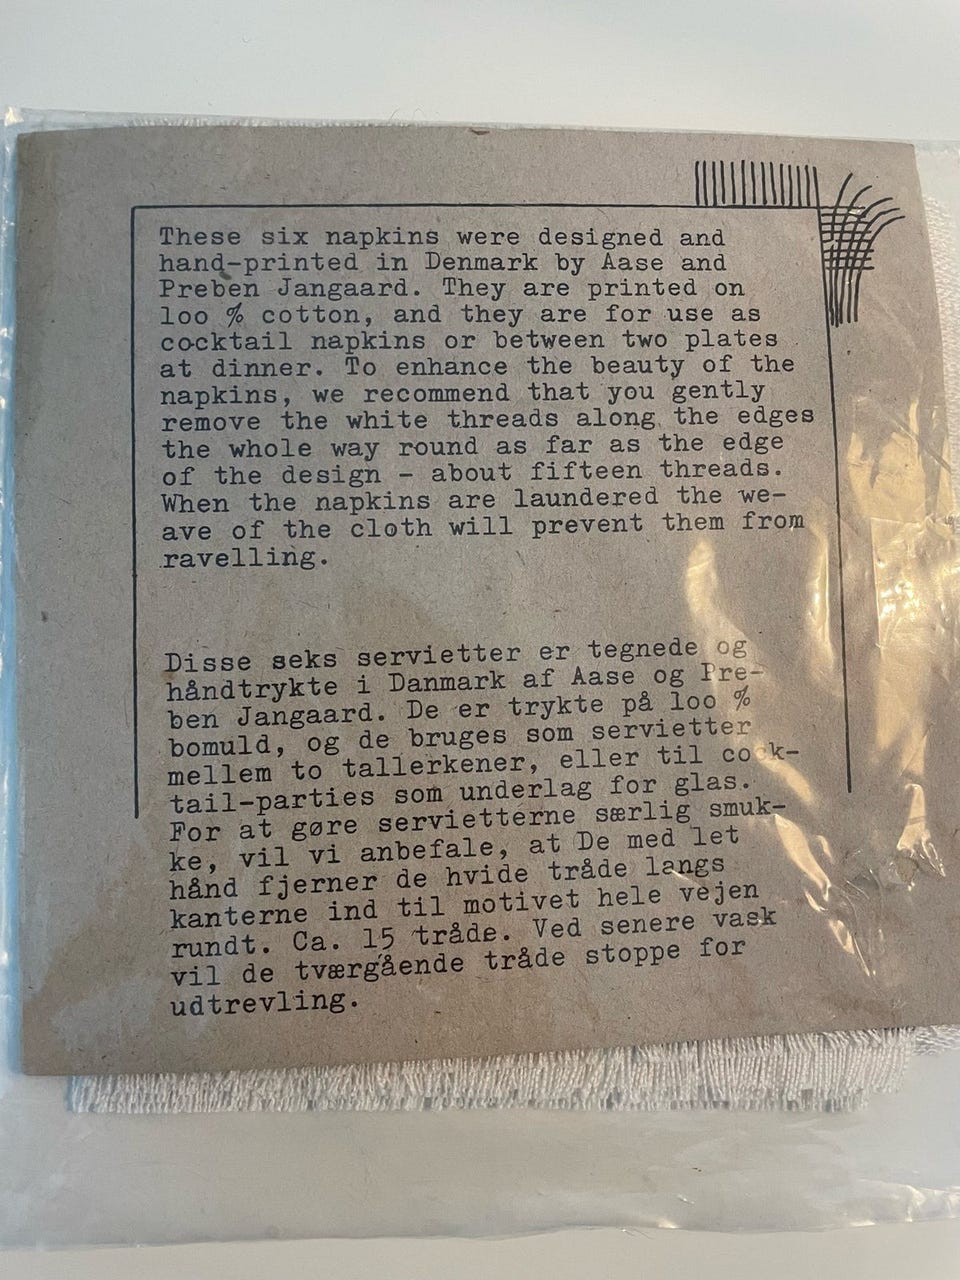 These six napkins were designed and
hand-printed in Denmark by Aase and
Preben Jangaard. They are printed on
loo % cotton, and they are for use as
cocktail napkins or between two plates
at dinner. To enhance the beauty of the
napkins, we recommend that you gently
remove the white threads along the edges
the whole way round as far as the edge
of the design - about fifteen threads.
When the napkins are laundered the we-
ave of the cloth will prevent them from
ravelling.
Disse seks servietter er tegnede og
håndtrykte i Danmark af Aase og Pre-
ben Jangaard. De er trykte på loo %
bomuld, og de bruges som servietter
mellem to tallerkener, eller til cock-
tail-parties som underlag for glas.
For at gøre servietterne særlig smuk-
ke, vil vi anbefale, at De med let
hånd fjerner de hvide tråde langs
kanterne ind til motivet hele vejen
rundt. Ca. 15 tråde. Ved senere vask
vil de tværgående tråde stoppe for
udtrevling.